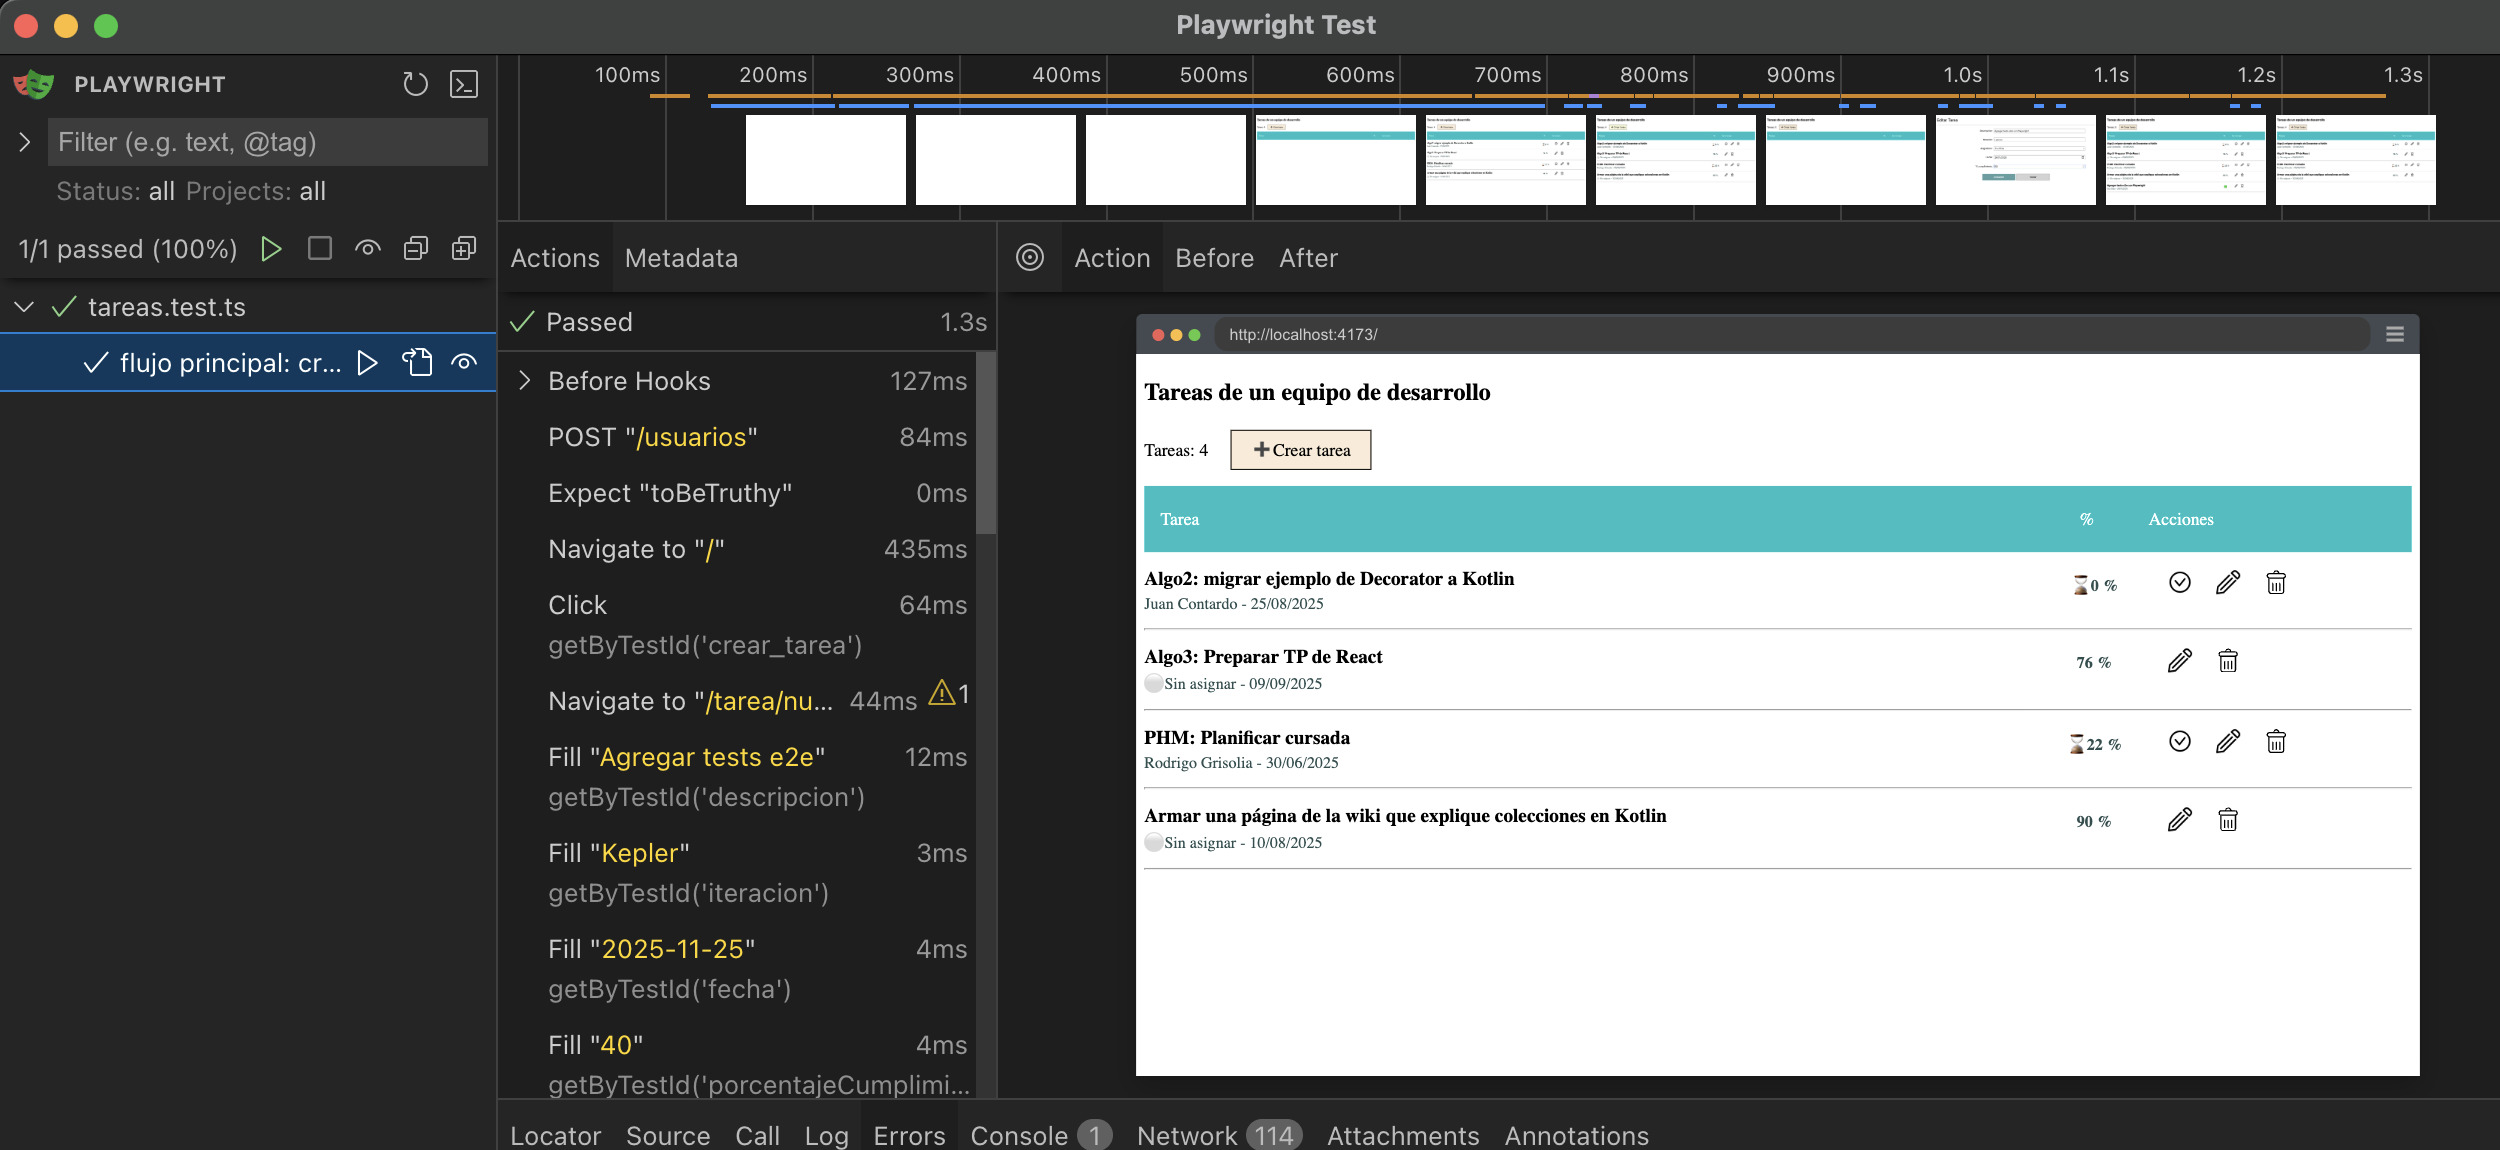 Playwright Test
PLAYWRIGHT
Filter (e.g. text, @tag)
Status: all Projects: all
1/1 passed (100%)
tareas.test.ts
flujo principal: cr...
100ms 200ms 300ms 400ms 500ms 600ms 700ms 800ms 900ms 1.0s 1.1s 1.2s 1.3s
Actions Metadata
Passed 1.3s
Before Hooks 127ms
POST "/usuarios" 84ms
Expect "toBeTruthy" 0ms
Navigate to "/" 435ms
Click 64ms
getByTestId('crear_tarea')
Navigate to "/tarea/nu... 44ms 1
Fill "Agregar tests e2e" 12ms
getByTestId('descripcion')
Fill "Kepler" 3ms
getByTestId('iteracion')
Fill "2025-11-25" 4ms
getByTestId('fecha')
Fill "40" 4ms
getByTestId('porcentajeCumplimi...
Action Before After
http://localhost:4173/
Tareas de un equipo de desarrollo
Tareas: 4 Crear tarea
Tarea % Acciones
Algo2: migrar ejemplo de Decorator a Kotlin
0 %
Juan Contardo - 25/08/2025
Algo3: Preparar TP de React
76 %
Sin asignar - 09/09/2025
PHM: Planificar cursada
22 %
Rodrigo Grisolia - 30/06/2025
Armar una página de la wiki que explique colecciones en Kotlin
90 %
Sin asignar - 10/08/2025
Locator Source Call Log Errors Console 1 Network 114 Attachments Annotations